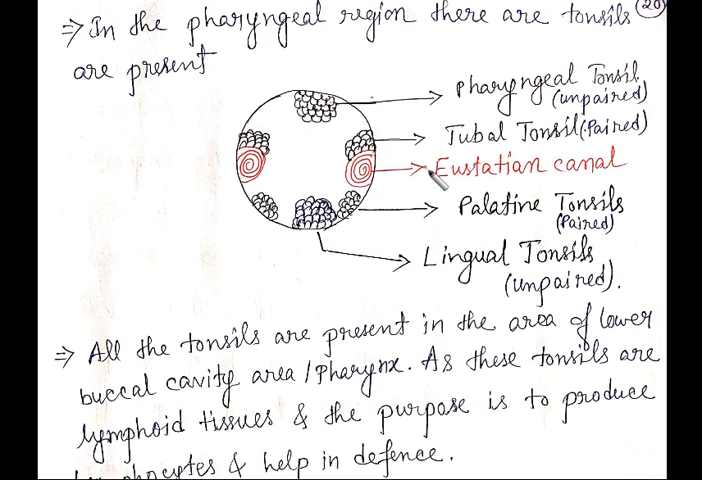 ⇒ In the pharyngeal region there are tonsils
20
are present
Pharyngeal Tonsil
(unpaired)
Tubal Tonsil (Paired)
Eustatian canal
Palatine Tonsils
(Paired)
Lingual Tonsils
(unpaired).
⇒ All the tonsils are present in the area of lower
buccal cavity area / Pharynx. As these tonsils are
lymphoid tissues & the purpose is to produce
lymphocytes & help in defence.